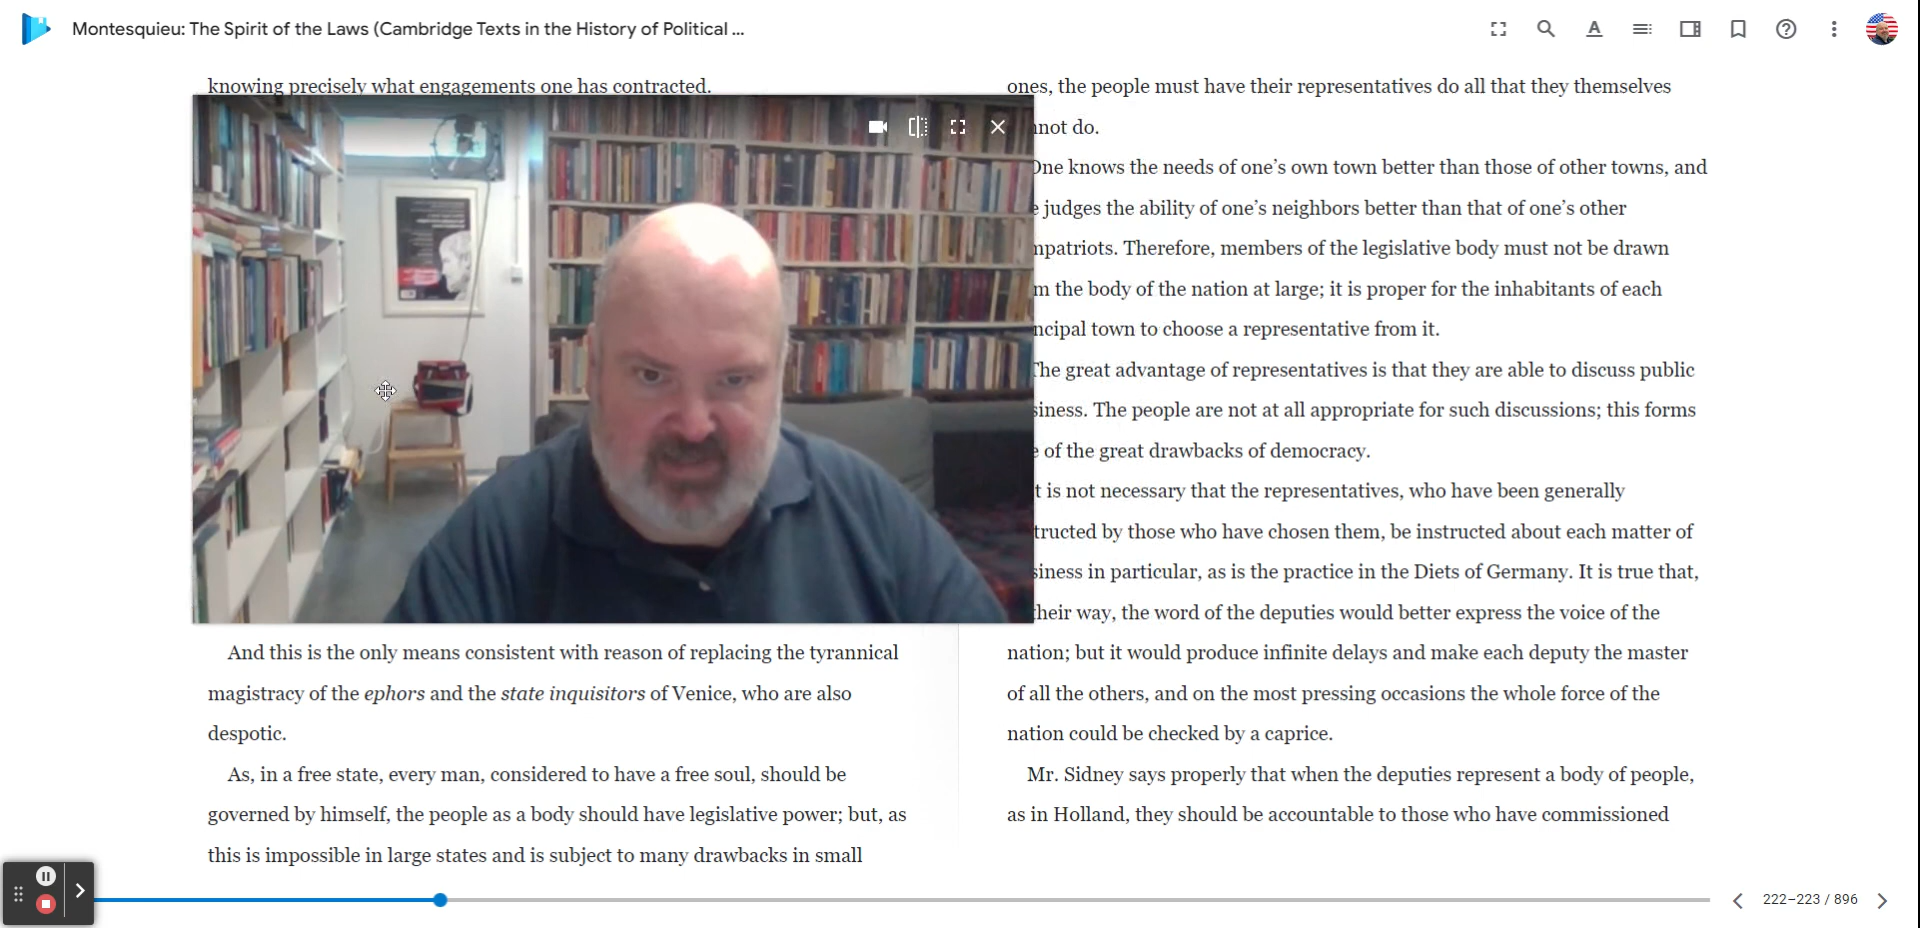 Montesquieu: The Spirit of the Laws (Cambridge Texts in the History of Political ...
knowing precisely what engagements one has contracted.
And this is the only means consistent with reason of replacing the tyrannical
magistracy of the ephors and the state inquisitors of Venice, who are also
despotic.
As, in a free state, every man, considered to have a free soul, should be
governed by himself, the people as a body should have legislative power; but, as
this is impossible in large states and is subject to many drawbacks in small
ones, the people must have their representatives do all that they themselves
not do.
One knows the needs of one’s own town better than those of other towns, and
judges the ability of one’s neighbors better than that of one’s other
patriots. Therefore, members of the legislative body must not be drawn
the body of the nation at large; it is proper for the inhabitants of each
town to choose a representative from it.
The great advantage of representatives is that they are able to discuss public
The people are not at all appropriate for such discussions; this forms
of the great drawbacks of democracy.
is not necessary that the representatives, who have been generally
by those who have chosen them, be instructed about each matter of
in particular, as is the practice in the Diets of Germany. It is true that,
their way, the word of the deputies would better express the voice of the
nation; but it would produce infinite delays and make each deputy the master
of all the others, and on the most pressing occasions the whole force of the
nation could be checked by a caprice.
Mr. Sidney says properly that when the deputies represent a body of people,
as in Holland, they should be accountable to those who have commissioned
222–223 / 896